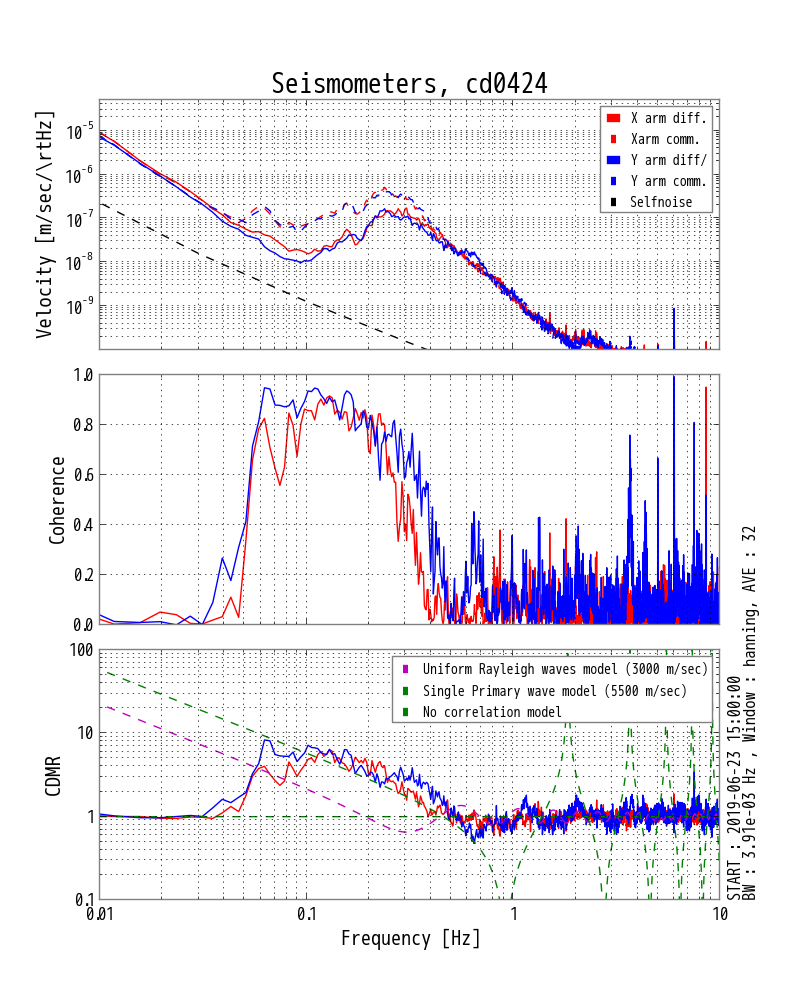 Seismometers, cd0424
Velocity [m/sec/\rtHz]
10^-5
10^-6
10^-7
10^-8
10^-9
X arm diff.
Xarm comm.
Y arm diff/
Y arm comm.
Selfnoise
Coherence
1.0
0.8
0.6
0.4
0.2
0.0
CDMR
100
10
1
0.1
Uniform Rayleigh waves model (3000 m/sec)
Single Primary wave model (5500 m/sec)
No correlation model
0.01
0.1
1
10
Frequency [Hz]
START : 2019-06-23 15:00:00
BW : 3.91e-03 Hz , Window : hanning, AVE : 32